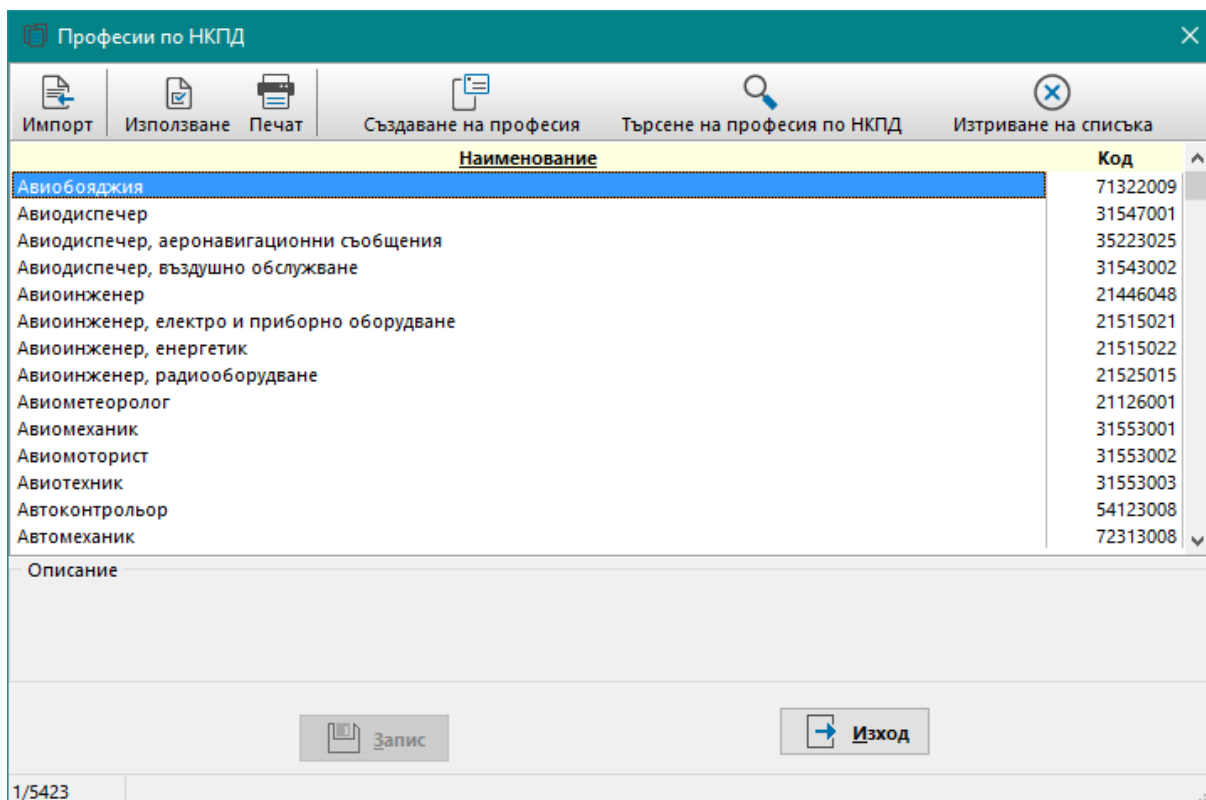 Професии по НКПД
Импорт Използване Печат Създаване на професия Търсене на професия по НКПД Изтриване на списъка
Наименование Код
Авиобояджия 71322009
Авиодиспечер 31547001
Авиодиспечер, аеронавигационни съобщения 35223025
Авиодиспечер, въздушно обслужване 31543002
Авиоинженер 21446048
Авиоинженер, електро и приборно оборудване 21515021
Авиоинженер, енергетик 21515022
Авиоинженер, радиооборудване 21525015
Авиометеоролог 21126001
Авиомеханик 31553001
Авиомоторист 31553002
Авиотехник 31553003
Автоконтрольор 54123008
Автомеханик 72313008
Описание
Запис Изход
1/5423